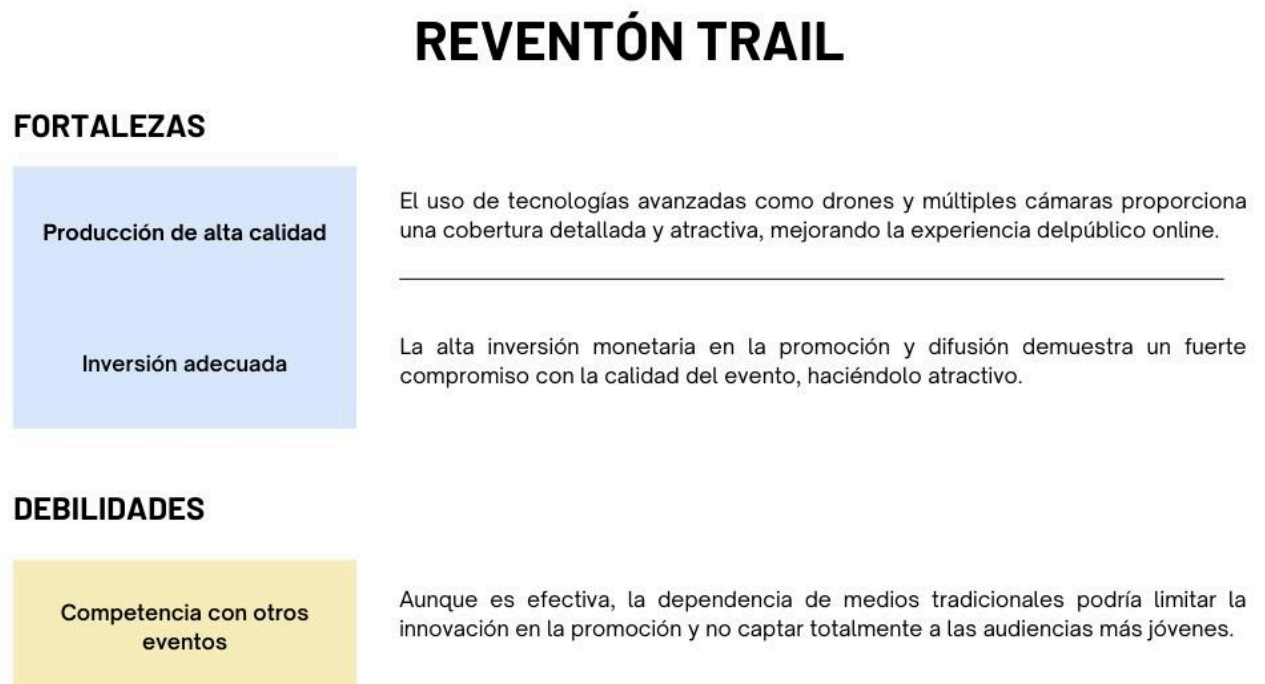 REVENTÓN TRAIL
FORTALEZAS
Producción de alta calidad
El uso de tecnologías avanzadas como drones y múltiples cámaras proporciona
una cobertura detallada y atractiva, mejorando la experiencia delpúblico online.
Inversión adecuada
La alta inversión monetaria en la promoción y difusión demuestra un fuerte
compromiso con la calidad del evento, haciéndolo atractivo.
DEBILIDADES
Competencia con otros
eventos
Aunque es efectiva, la dependencia de medios tradicionales podría limitar la
innovación en la promoción y no captar totalmente a las audiencias más jóvenes.